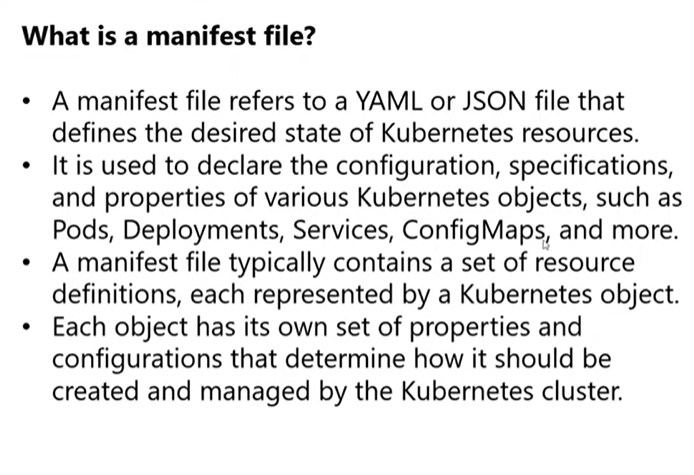 What is a manifest file?
• A manifest file refers to a YAML or JSON file that
defines the desired state of Kubernetes resources.
• It is used to declare the configuration, specifications,
and properties of various Kubernetes objects, such as
Pods, Deployments, Services, ConfigMaps, and more.
• A manifest file typically contains a set of resource
definitions, each represented by a Kubernetes object.
• Each object has its own set of properties and
configurations that determine how it should be
created and managed by the Kubernetes cluster.